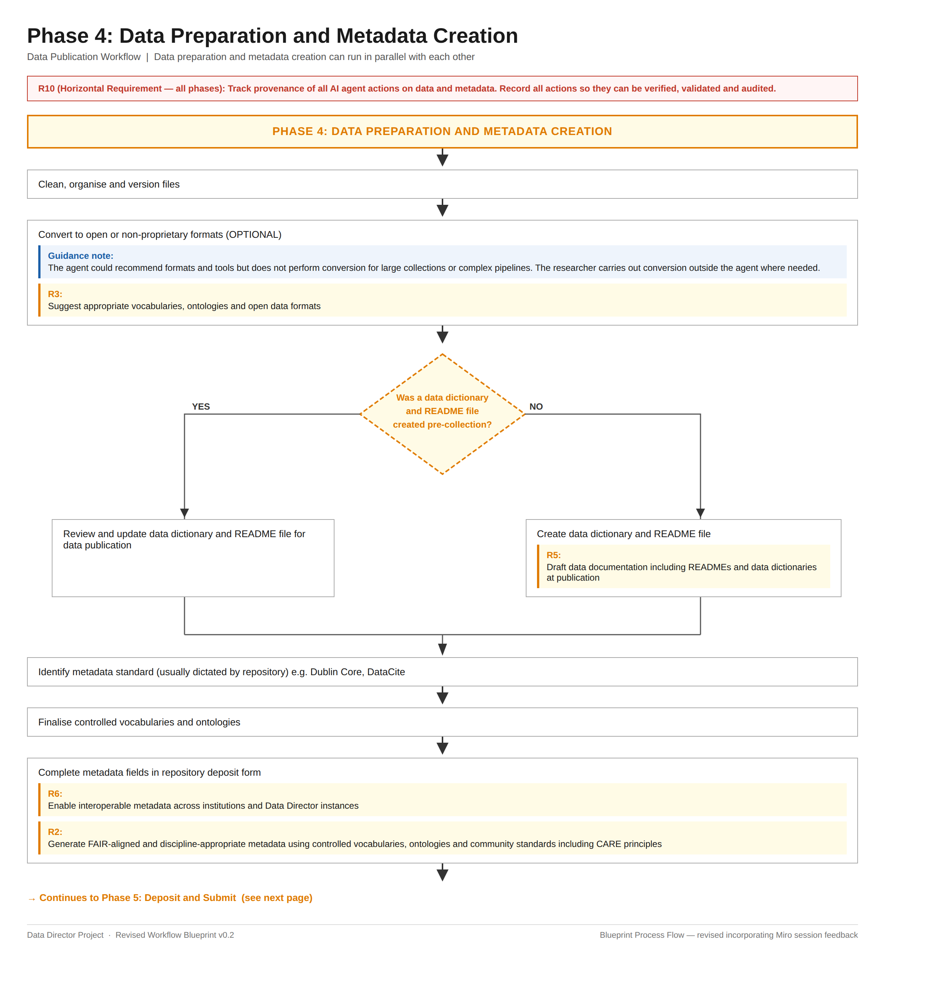 Phase 4: Data Preparation and Metadata Creation
Data Publication Workflow | Data preparation and metadata creation can run in parallel with each other
R10 (Horizontal Requirement — all phases): Track provenance of all AI agent actions on data and metadata. Record all actions so they can be verified, validated and audited.
PHASE 4: DATA PREPARATION AND METADATA CREATION
Clean, organise and version files
Convert to open or non-proprietary formats (OPTIONAL)
Guidance note:
The agent could recommend formats and tools but does not perform conversion for large collections or complex pipelines. The researcher carries out conversion outside the agent where needed.
R3:
Suggest appropriate vocabularies, ontologies and open data formats
Was a data dictionary
and README file
created pre-collection?
YES
NO
Review and update data dictionary and README file for
data publication
Create data dictionary and README file
R5:
Draft data documentation including READMEs and data dictionaries
at publication
Identify metadata standard (usually dictated by repository) e.g. Dublin Core, DataCite
Finalise controlled vocabularies and ontologies
Complete metadata fields in repository deposit form
R6:
Enable interoperable metadata across institutions and Data Director instances
R2:
Generate FAIR-aligned and discipline-appropriate metadata using controlled vocabularies, ontologies and community standards including CARE principles
→ Continues to Phase 5: Deposit and Submit (see next page)
Data Director Project · Revised Workflow Blueprint v0.2
Blueprint Process Flow — revised incorporating Miro session feedback